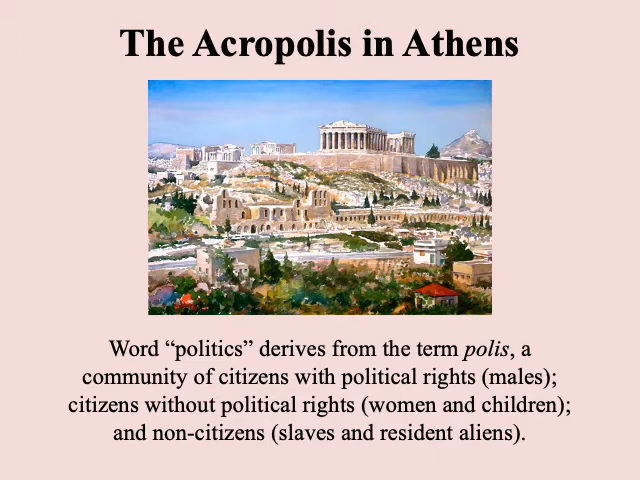 The Acropolis in Athens
Word “politics” derives from the term polis, a
community of citizens with political rights (males);
citizens without political rights (women and children);
and non-citizens (slaves and resident aliens).